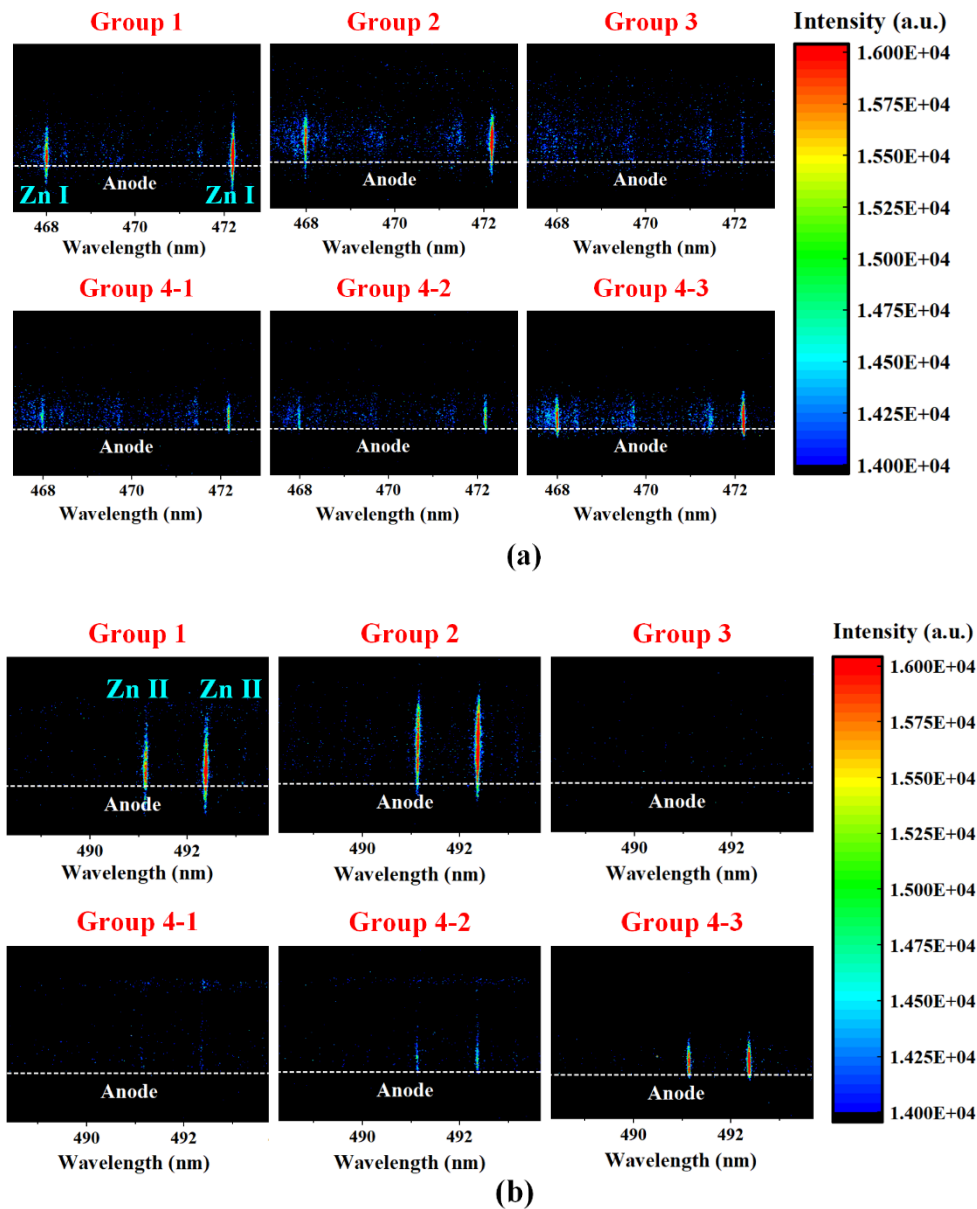 Group 1
Group 2
Group 3
Intensity (a.u.)
1.600E+04
1.575E+04
1.550E+04
1.525E+04
1.500E+04
1.475E+04
1.450E+04
1.425E+04
1.400E+04
Anode
Anode
Anode
Zn I
Zn I
468 470 472
468 470 472
468 470 472
Wavelength (nm)
Wavelength (nm)
Wavelength (nm)
Group 4-1
Group 4-2
Group 4-3
Anode
Anode
Anode
468 470 472
468 470 472
468 470 472
Wavelength (nm)
Wavelength (nm)
Wavelength (nm)
(a)
Group 1
Group 2
Group 3
Intensity (a.u.)
1.600E+04
1.575E+04
1.550E+04
1.525E+04
1.500E+04
1.475E+04
1.450E+04
1.425E+04
1.400E+04
Zn II
Zn II
Anode
Anode
Anode
490 492
490 492
490 492
Wavelength (nm)
Wavelength (nm)
Wavelength (nm)
Group 4-1
Group 4-2
Group 4-3
Anode
Anode
Anode
490 492
490 492
490 492
Wavelength (nm)
Wavelength (nm)
Wavelength (nm)
(b)